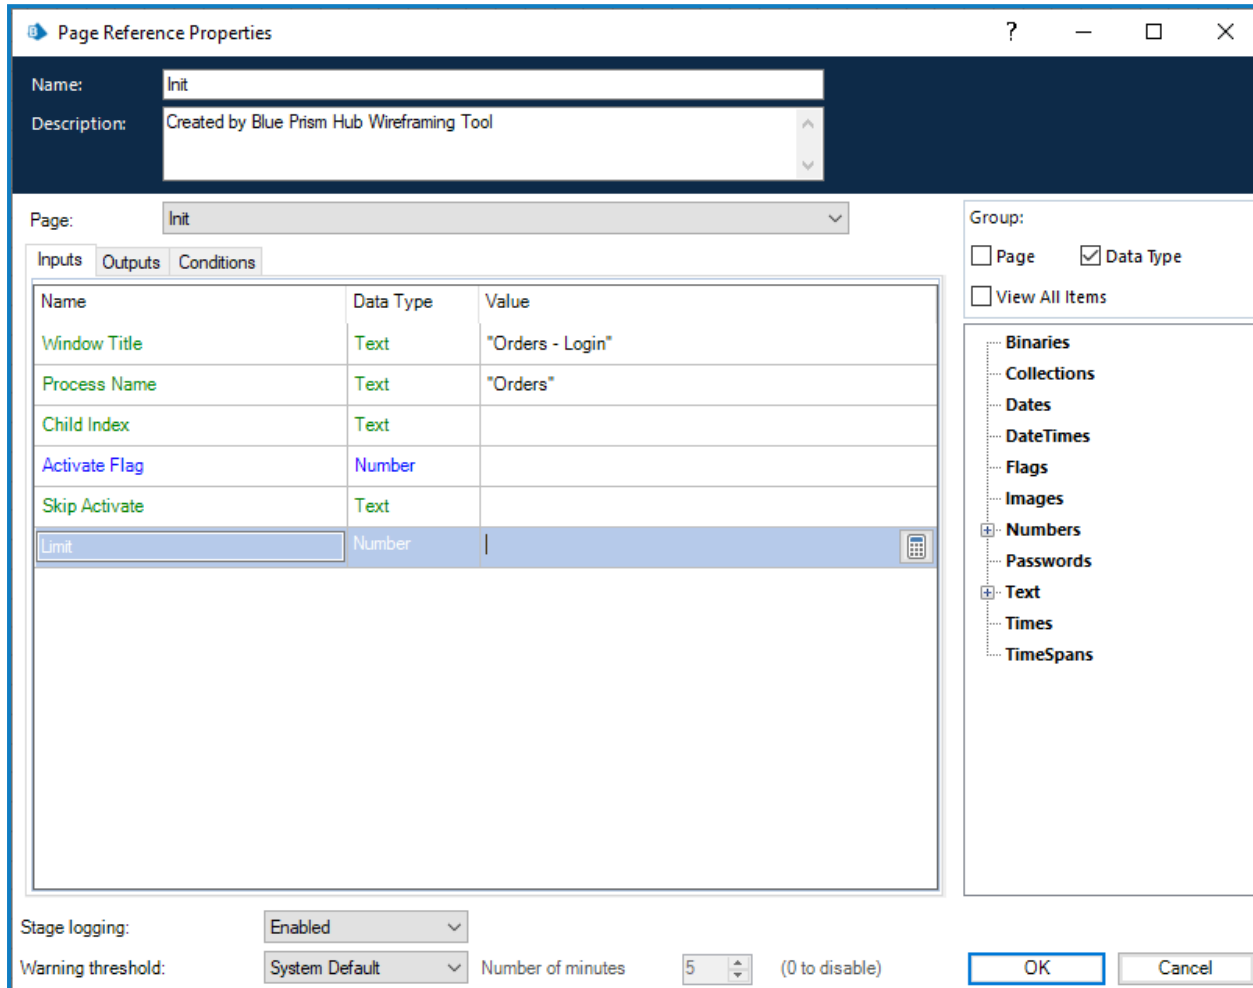 Page Reference Properties
Name: Init
Description: Created by Blue Prism Hub Wireframing Tool
Page: Init
Group:
Page Data Type
View All Items
Inputs Outputs Conditions
Name Data Type Value
Window Title Text "Orders - Login"
Process Name Text "Orders"
Child Index Text
Activate Flag Number
Skip Activate Text
Limit Number
Binaries
Collections
Dates
DateTimes
Flags
Images
Numbers
Passwords
Text
Times
TimeSpans
Stage logging: Enabled
Warning threshold: System Default Number of minutes 5 (0 to disable)
OK Cancel